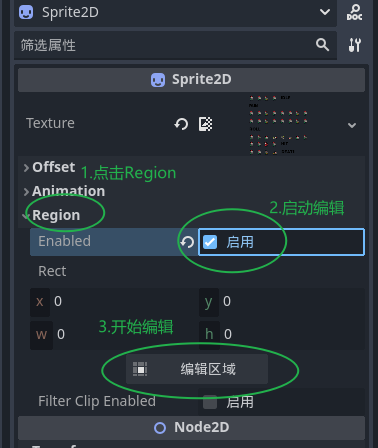 Sprite2D
DOC
筛选属性
Sprite2D
Texture
Offset
1.点击Region
Animation
Region
2.启动编辑
Enabled
启用
Rect
x 0 y 0
w 0 h 0
3.开始编辑
编辑区域
Filter Clip Enabled 启用
Node2D